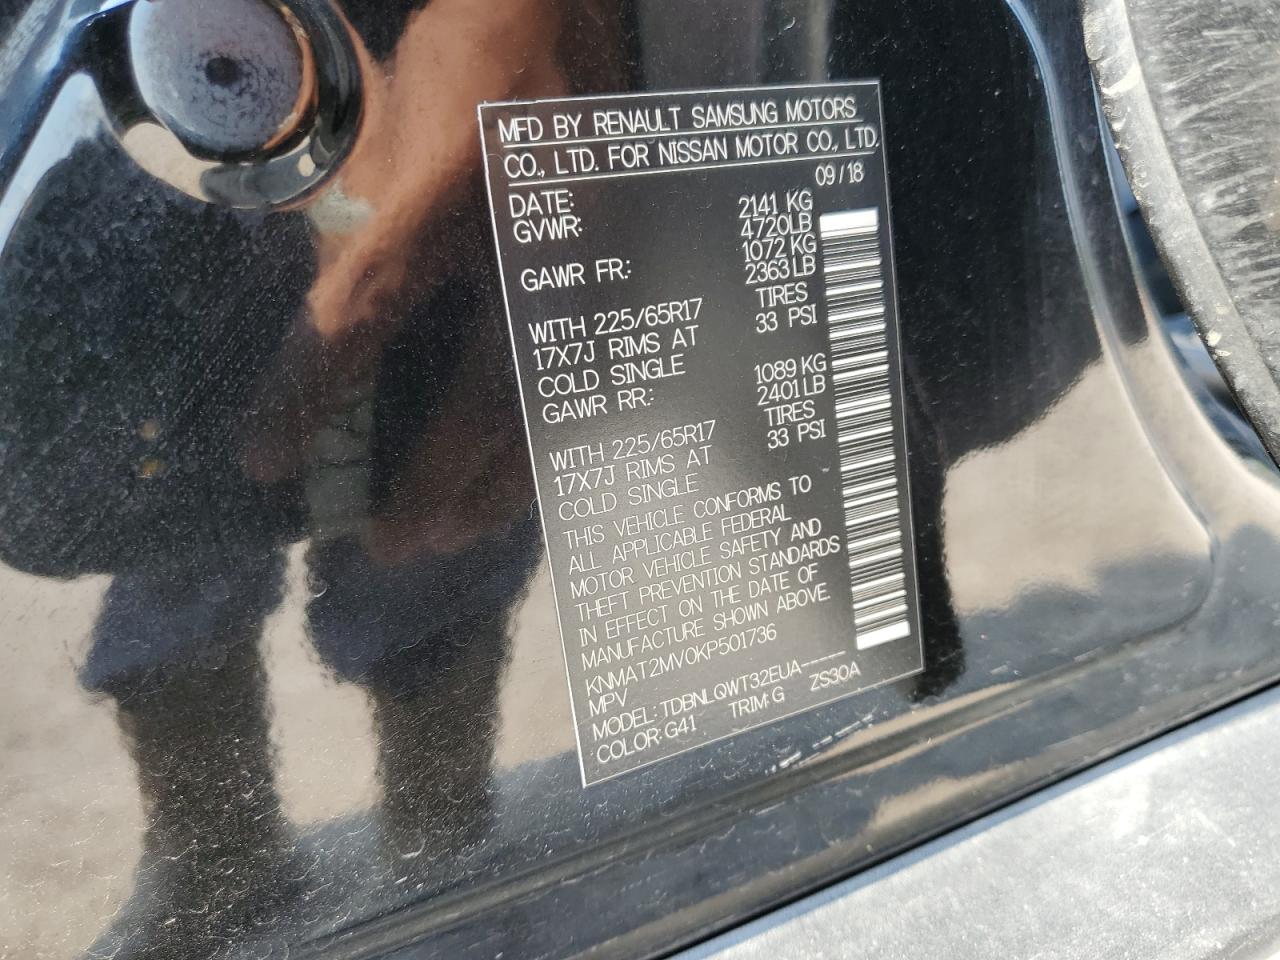 MFD BY RENAULT SAMSUNG MOTORS
CO., LTD. FOR NISSAN MOTOR CO., LTD.
DATE: 09/18
GVWR: 2141 KG
4720LB
GAWR FR: 1072 KG
2363LB
WITH 225/65R17 TIRES
17X7J RIMS AT 33 PSI
COLD SINGLE
GAWR RR: 1089 KG
2401LB
WITH 225/65R17 TIRES
17X7J RIMS AT 33 PSI
COLD SINGLE
THIS VEHICLE CONFORMS TO
ALL APPLICABLE FEDERAL
MOTOR VEHICLE SAFETY AND
THEFT PREVENTION STANDARDS
IN EFFECT ON THE DATE OF
MANUFACTURE SHOWN ABOVE.
KNMAT2MV0KP501736
MPV
MODEL: TDBNLQWT32EUA-----
COLOR: G41 TRIM: G ZS30A